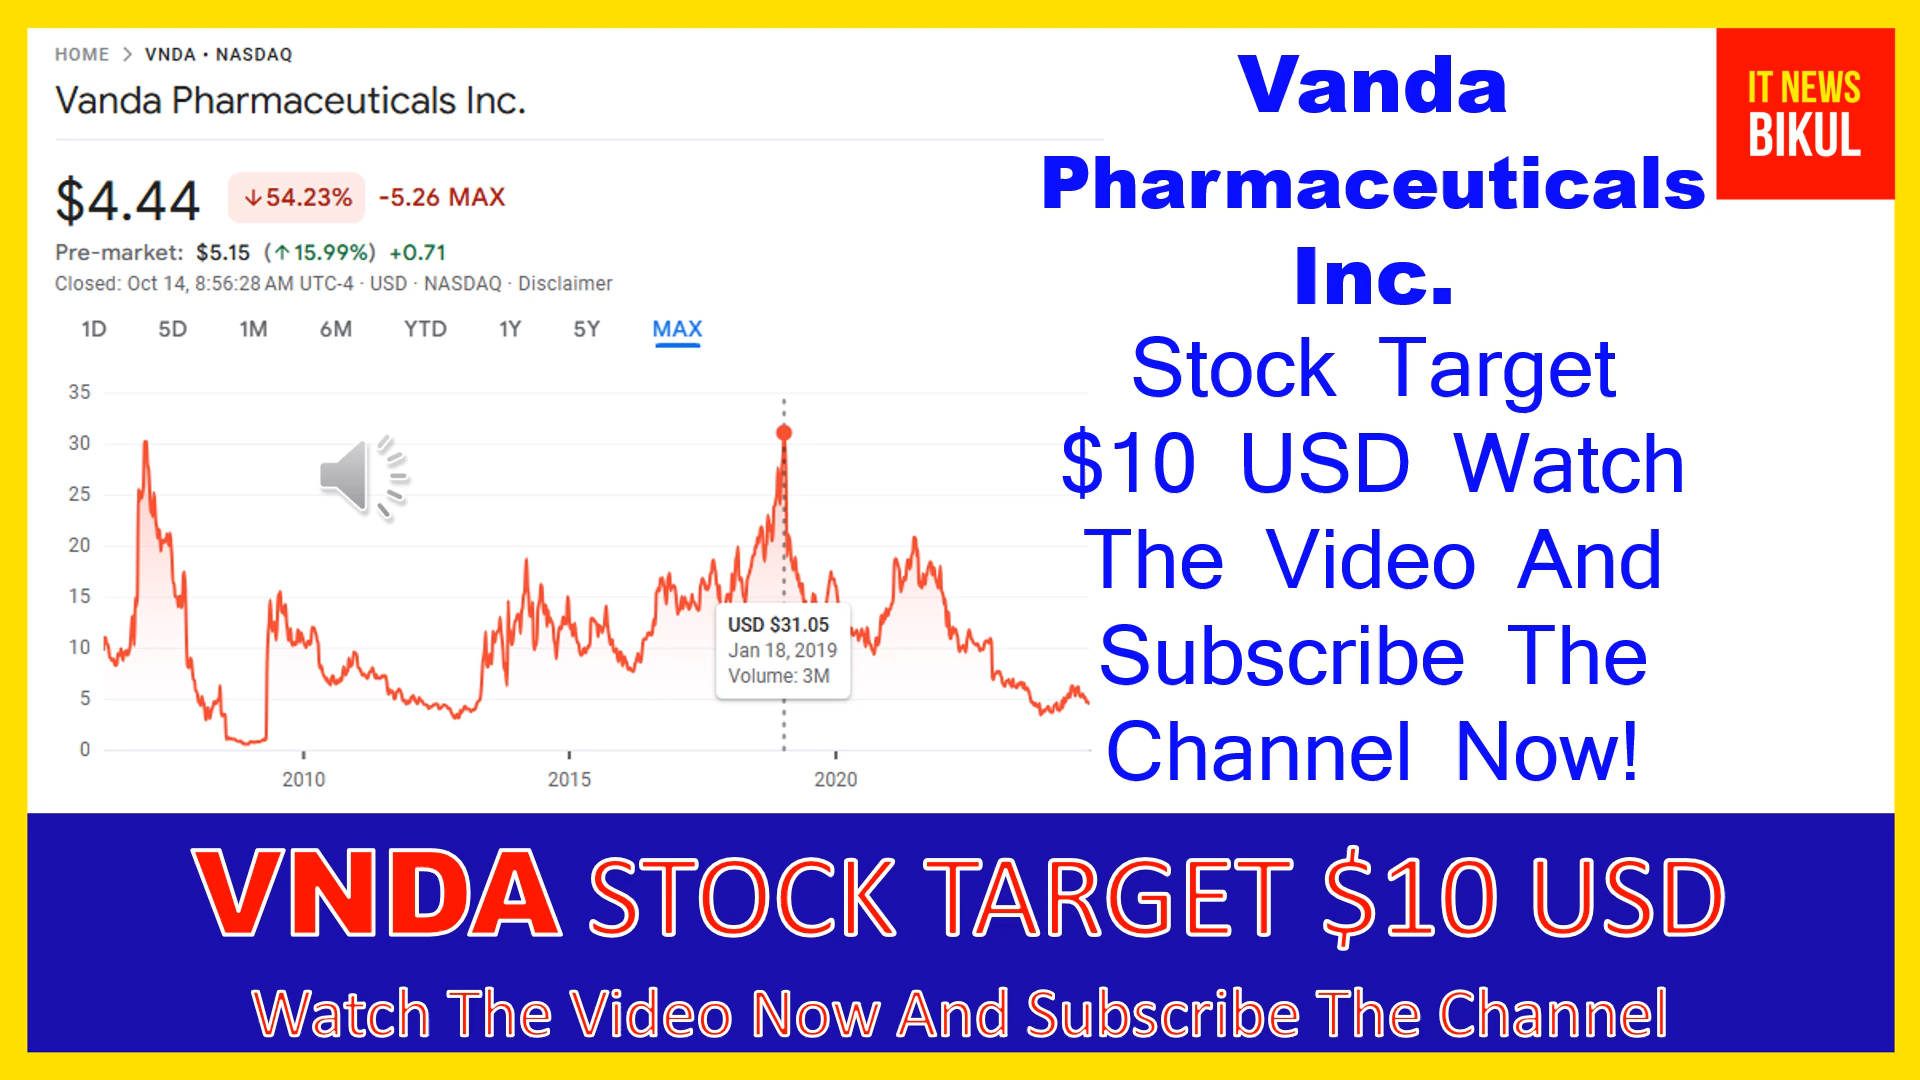 HOME > VNDA • NASDAQ
Vanda Pharmaceuticals Inc.
$4.44 ↓54.23% -5.26 MAX
Pre-market: $5.15 (↑15.99%) +0.71
Closed: Oct 14, 8:56:28 AM UTC-4 · USD · NASDAQ · Disclaimer
1D 5D 1M 6M YTD 1Y 5Y MAX
35
30
25
20
15
10
5
0
USD $31.05
Jan 18, 2019
Volume: 3M
2010 2015 2020
Vanda
Pharmaceuticals
Inc.
Stock Target
$10 USD Watch
The Video And
Subscribe The
Channel Now!
IT NEWS
BIKUL
VNDA STOCK TARGET $10 USD
Watch The Video Now And Subscribe The Channel